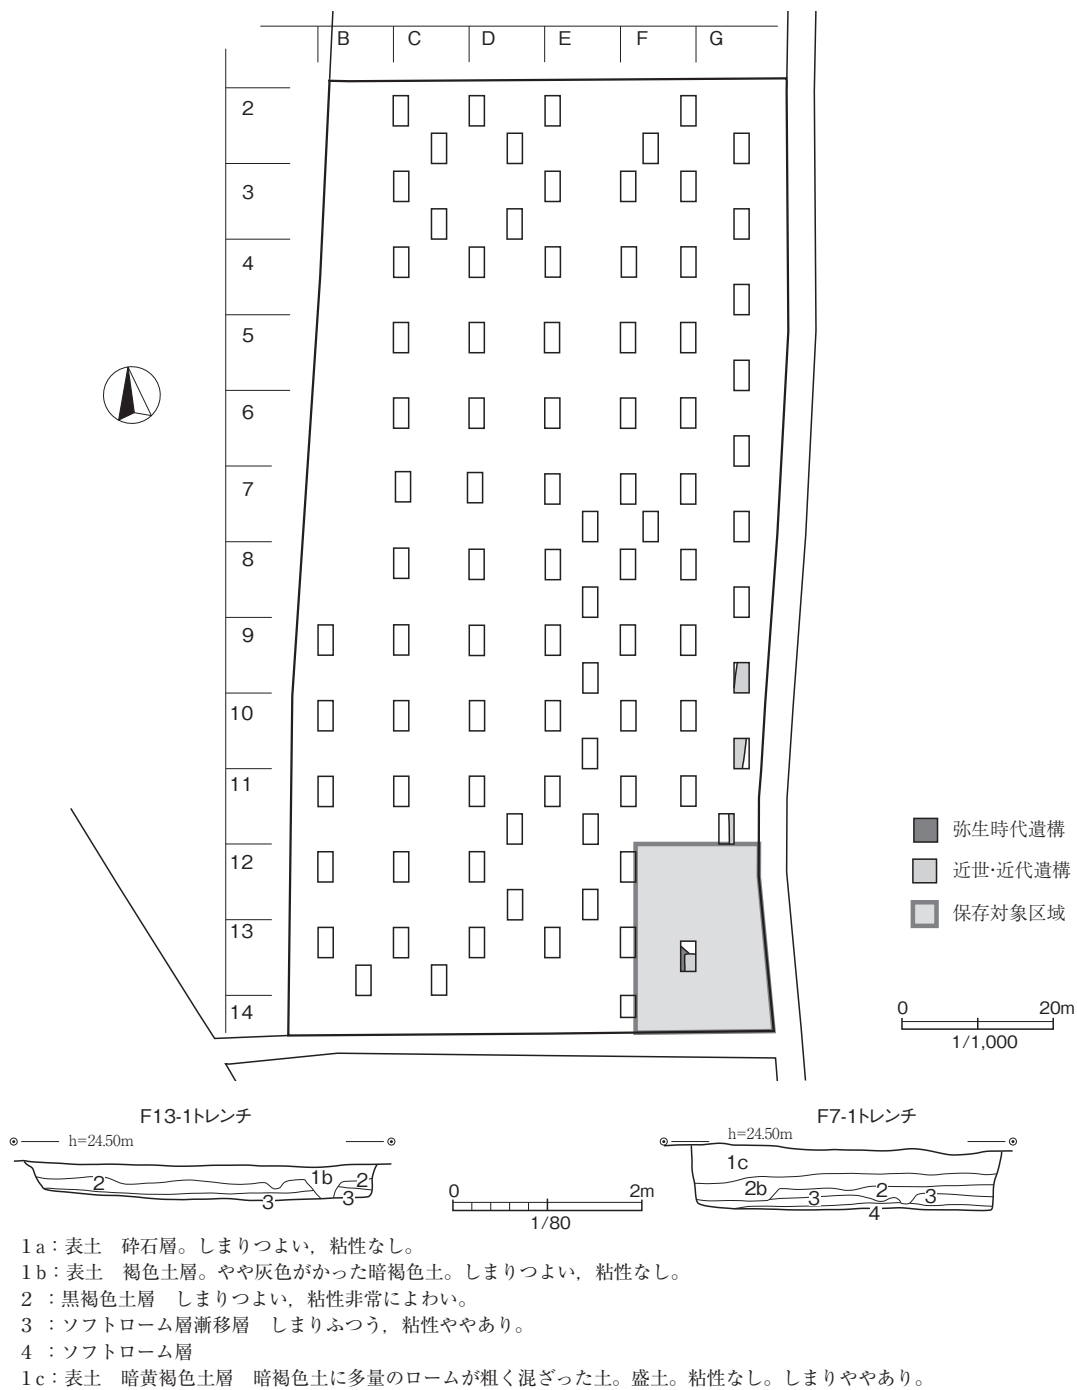 B C D E F G
2
3
4
5
6
7
8
9
10
11
12
13
14
弥生時代遺構
近世・近代遺構
保存対象区域
0 20m
1/1,000
F13-1トレンチ
h=24.50m
1b
2
2
3
3
0 2m
1/80
F7-1トレンチ
h=24.50m
1c
2b
2
3
3
4
1a:表土 砕石層。しまりつよい,粘性なし。
1b:表土 褐色土層。やや灰色がかった暗褐色土。しまりつよい,粘性なし。
2 :黒褐色土層 しまりつよい,粘性非常によわい。
3 :ソフトローム層漸移層 しまりふつう,粘性ややあり。
4 :ソフトローム層
1c:表土 暗黄褐色土層 暗褐色土に多量のロームが粗く混ざった土。盛土。粘性なし。しまりややあり。